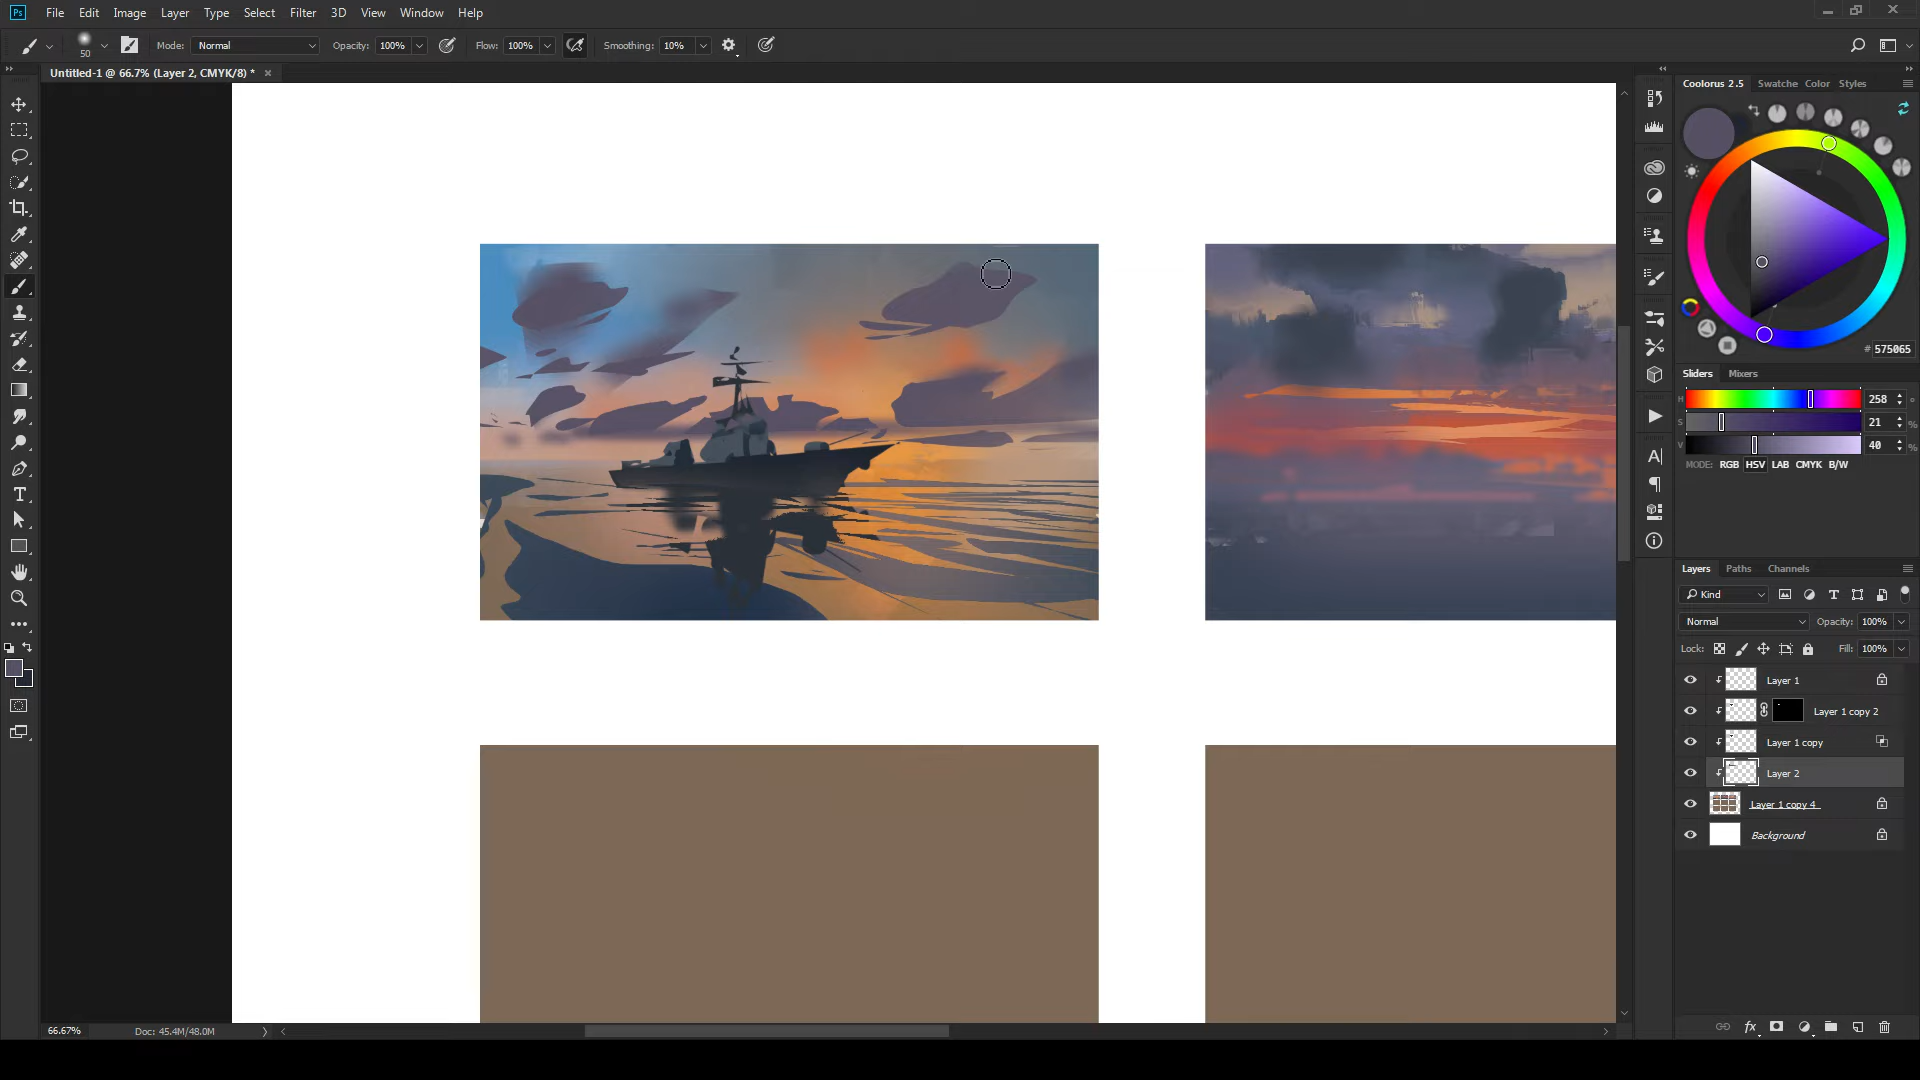 Ps File Edit Image Layer Type Select Filter 3D View Window Help
50 Mode: Normal Opacity: 100% Flow: 100% Smoothing: 10%
Untitled-1 @ 66.7% (Layer 2, CMYK/8) * ×
Coolorus 2.5 Swatche Color Styles
# 575065
Sliders Mixers
H 258 °
S 21 %
V 40 %
MODE: RGB HSV LAB CMYK B/W
Layers Paths Channels
Kind
Normal Opacity: 100%
Lock: Fill: 100%
Layer 1
Layer 1 copy 2
Layer 1 copy
Layer 2
Layer 1 copy 4
Background
66.67% Doc: 45.4M/48.0M
fx